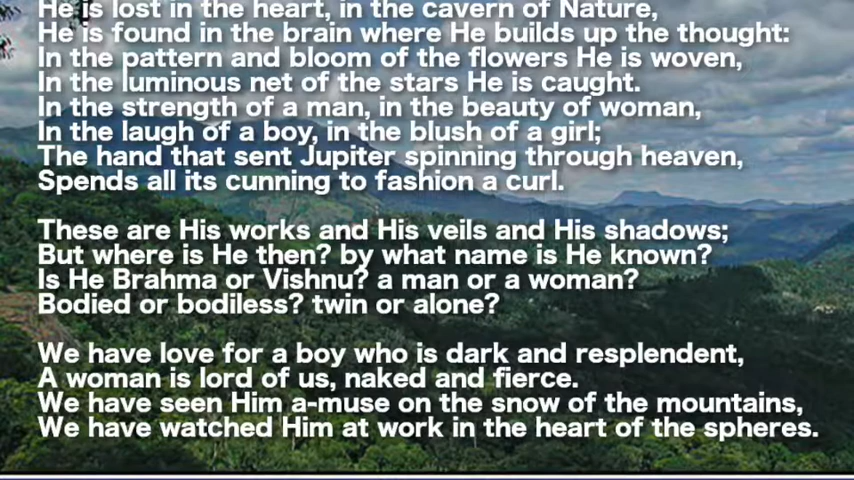 He is lost in the heart, in the cavern of Nature,
He is found in the brain where He builds up the thought:
In the pattern and bloom of the flowers He is woven,
In the luminous net of the stars He is caught.
In the strength of a man, in the beauty of woman,
In the laugh of a boy, in the blush of a girl;
The hand that sent Jupiter spinning through heaven,
Spends all its cunning to fashion a curl.
These are His works and His veils and His shadows;
But where is He then? by what name is He known?
Is He Brahma or Vishnu? a man or a woman?
Bodied or bodiless? twin or alone?
We have love for a boy who is dark and resplendent,
A woman is lord of us, naked and fierce.
We have seen Him a-muse on the snow of the mountains,
We have watched Him at work in the heart of the spheres.